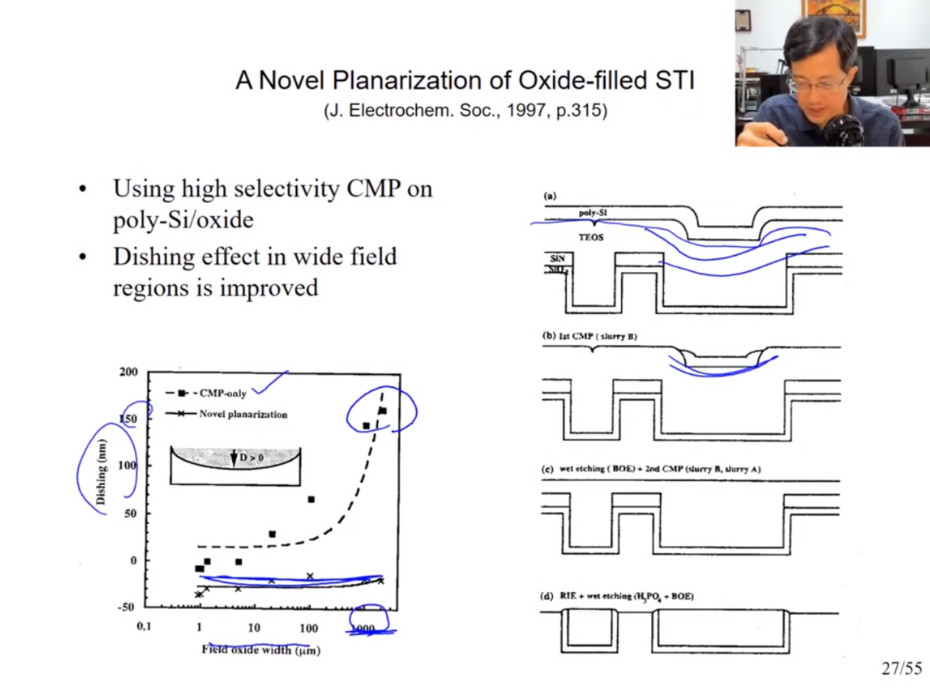 A Novel Planarization of Oxide-filled STI
(J. Electrochem. Soc., 1997, p.315)
• Using high selectivity CMP on
poly-Si/oxide
• Dishing effect in wide field
regions is improved
200
150
100
50
0
-50
Dishing (nm)
CMP-only
Novel planarization
D > 0
0.1 1 10 100 1000
Field oxide width (μm)
(a)
poly-Si
TEOS
SiN
(b) 1st CMP ( slurry B)
(c) wet etching ( BOE) + 2nd CMP (slurry B, slurry A)
(d) RIE + wet etching (H3PO4 + BOE)
27/55